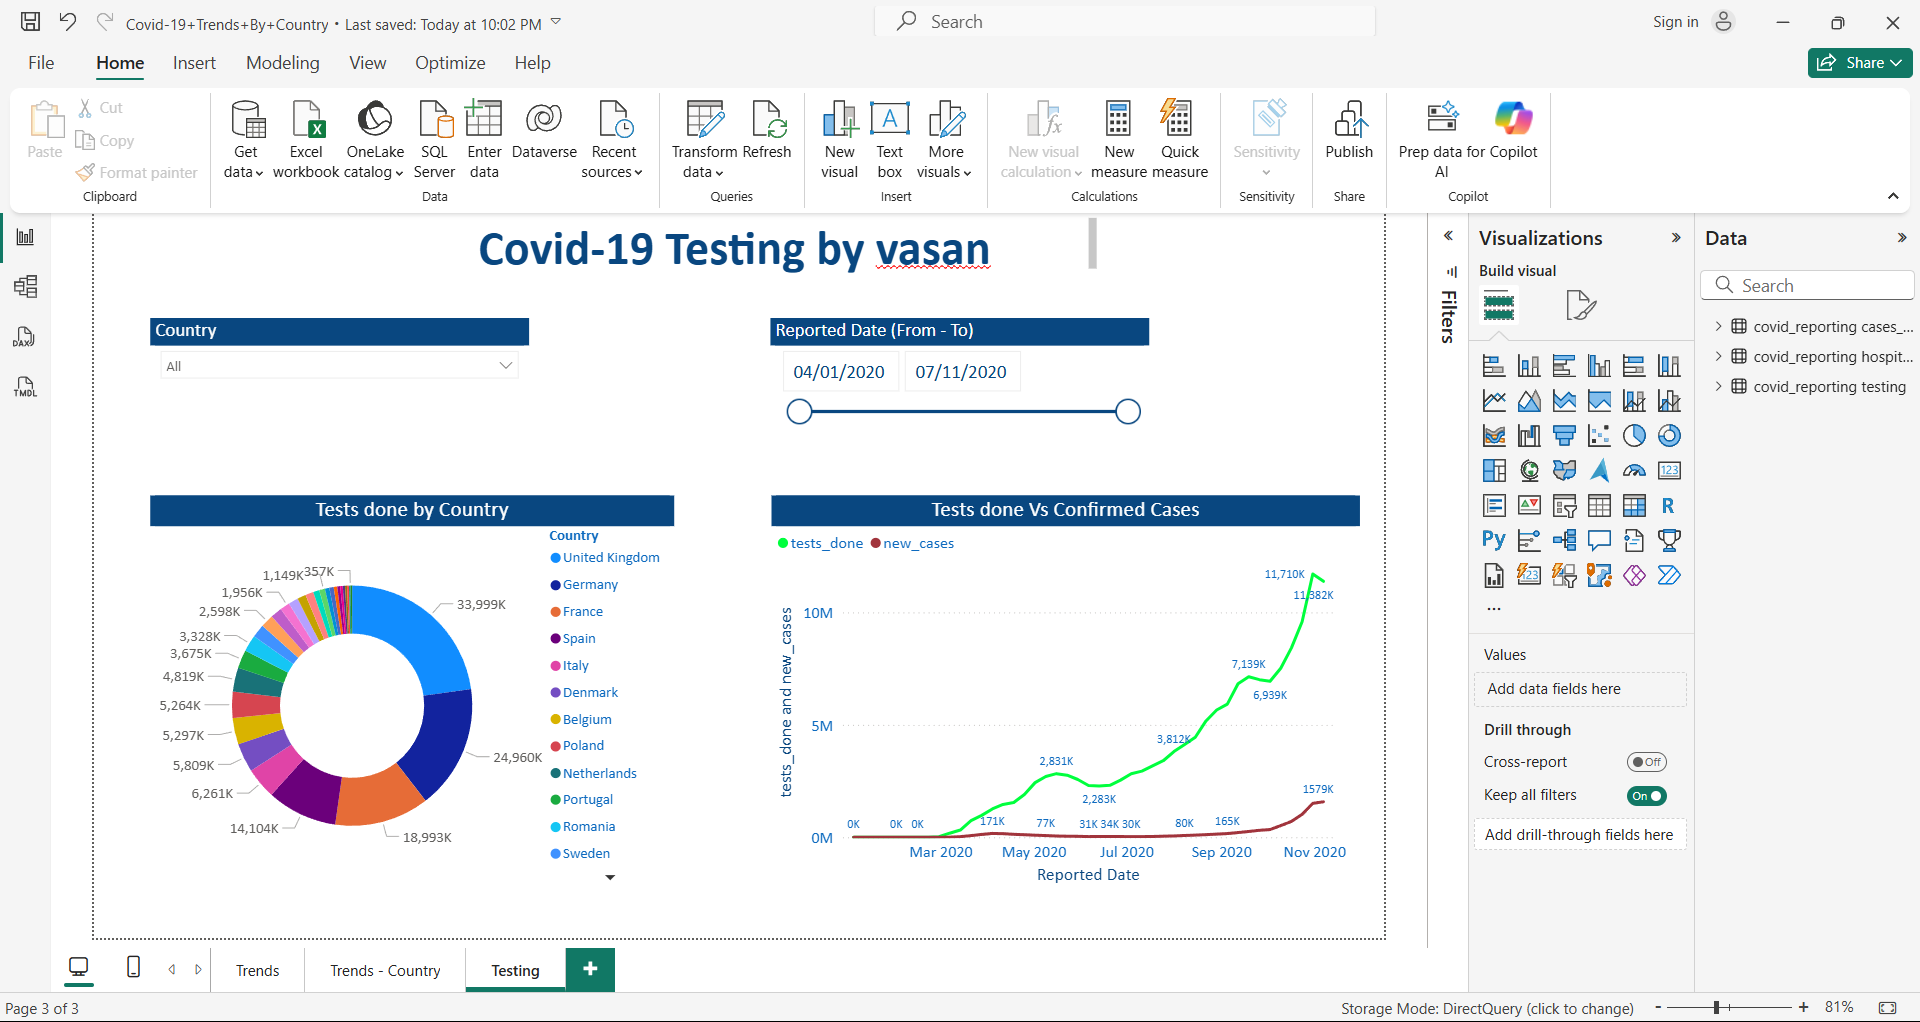 Covid-19+Trends+By+Country • Last saved: Today at 10:02 PM
Search
Sign in
File Home Insert Modeling View Optimize Help
Share
Paste
Cut
Copy
Format painter
Clipboard
Get data
Excel workbook
OneLake catalog
SQL Server
Enter data
Dataverse
Recent sources
Data
Transform data
Refresh
Queries
New visual
Text box
More visuals
Insert
New visual calculation
New measure
Quick measure
Calculations
Sensitivity
Sensitivity
Publish
Share
Prep data for AI
Copilot
Copilot
DAX
TMDL
Covid-19 Testing by vasan
Country
All
Reported Date (From - To)
04/01/2020 07/11/2020
Tests done by Country
33,999K
24,960K
18,993K
14,104K
6,261K
5,809K
5,297K
5,264K
4,819K
3,675K
3,328K
2,598K
1,956K
1,149K
357K
Country
United Kingdom
Germany
France
Spain
Italy
Denmark
Belgium
Poland
Netherlands
Portugal
Romania
Sweden
Tests done Vs Confirmed Cases
tests_done new_cases
tests_done and new_cases
10M
5M
0M
11,710K
11,382K
7,139K
6,939K
3,812K
2,831K
2,283K
1579K
0K 0K 0K 171K 77K 31K 34K 30K 80K 165K
Mar 2020 May 2020 Jul 2020 Sep 2020 Nov 2020
Reported Date
Filters
Visualizations
Build visual
123
R
Py
123
...
Values
Add data fields here
Drill through
Cross-report Off
Keep all filters On
Add drill-through fields here
Data
Search
covid_reporting cases_...
covid_reporting hospit...
covid_reporting testing
Trends
Trends - Country
Testing
+
Page 3 of 3
Storage Mode: DirectQuery (click to change)
- + 81%